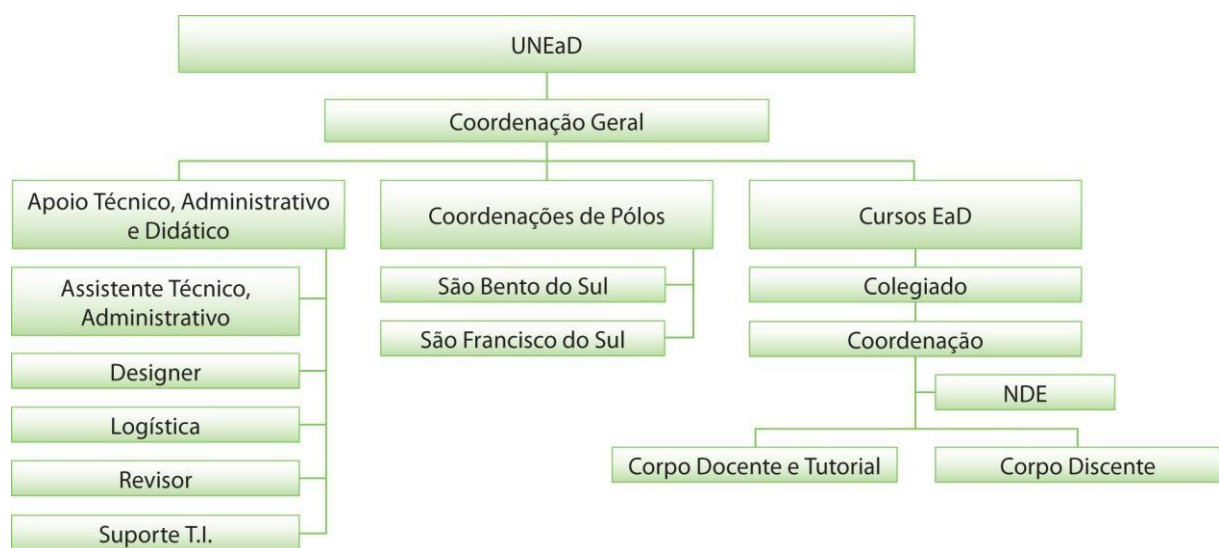 UNEaD
Coordenação Geral
Apoio Técnico, Administrativo
e Didático
Assistente Técnico,
Administrativo
Designer
Logística
Revisor
Suporte T.I.
Coordenações de Pólos
São Bento do Sul
São Francisco do Sul
Cursos EaD
Colegiado
Coordenação
NDE
Corpo Docente e Tutorial
Corpo Discente